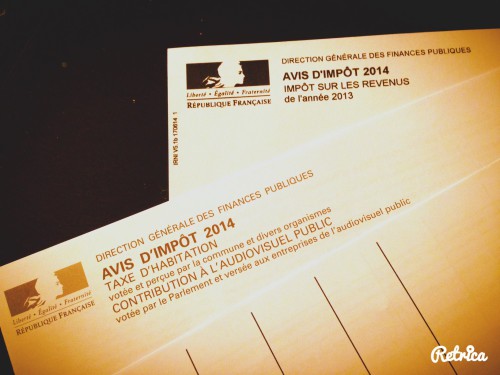 DIRECTION GÉNÉRALE DES FINANCES PUBLIQUES
AVIS D'IMPÔT 2014
IMPÔT SUR LES REVENUS
de l'année 2013
Liberté • Égalité • Fraternité
RÉPUBLIQUE FRANÇAISE
DIRECTION GÉNÉRALE DES FINANCES PUBLIQUES
AVIS D'IMPÔT 2014
TAXE D'HABITATION
votée et perçue par la commune et divers organismes
CONTRIBUTION À L'AUDIOVISUEL PUBLIC
votée par le Parlement et versée aux entreprises de l'audiovisuel public
Liberté • Égalité • Fraternité
RÉPUBLIQUE FRANÇAISE
Retrica